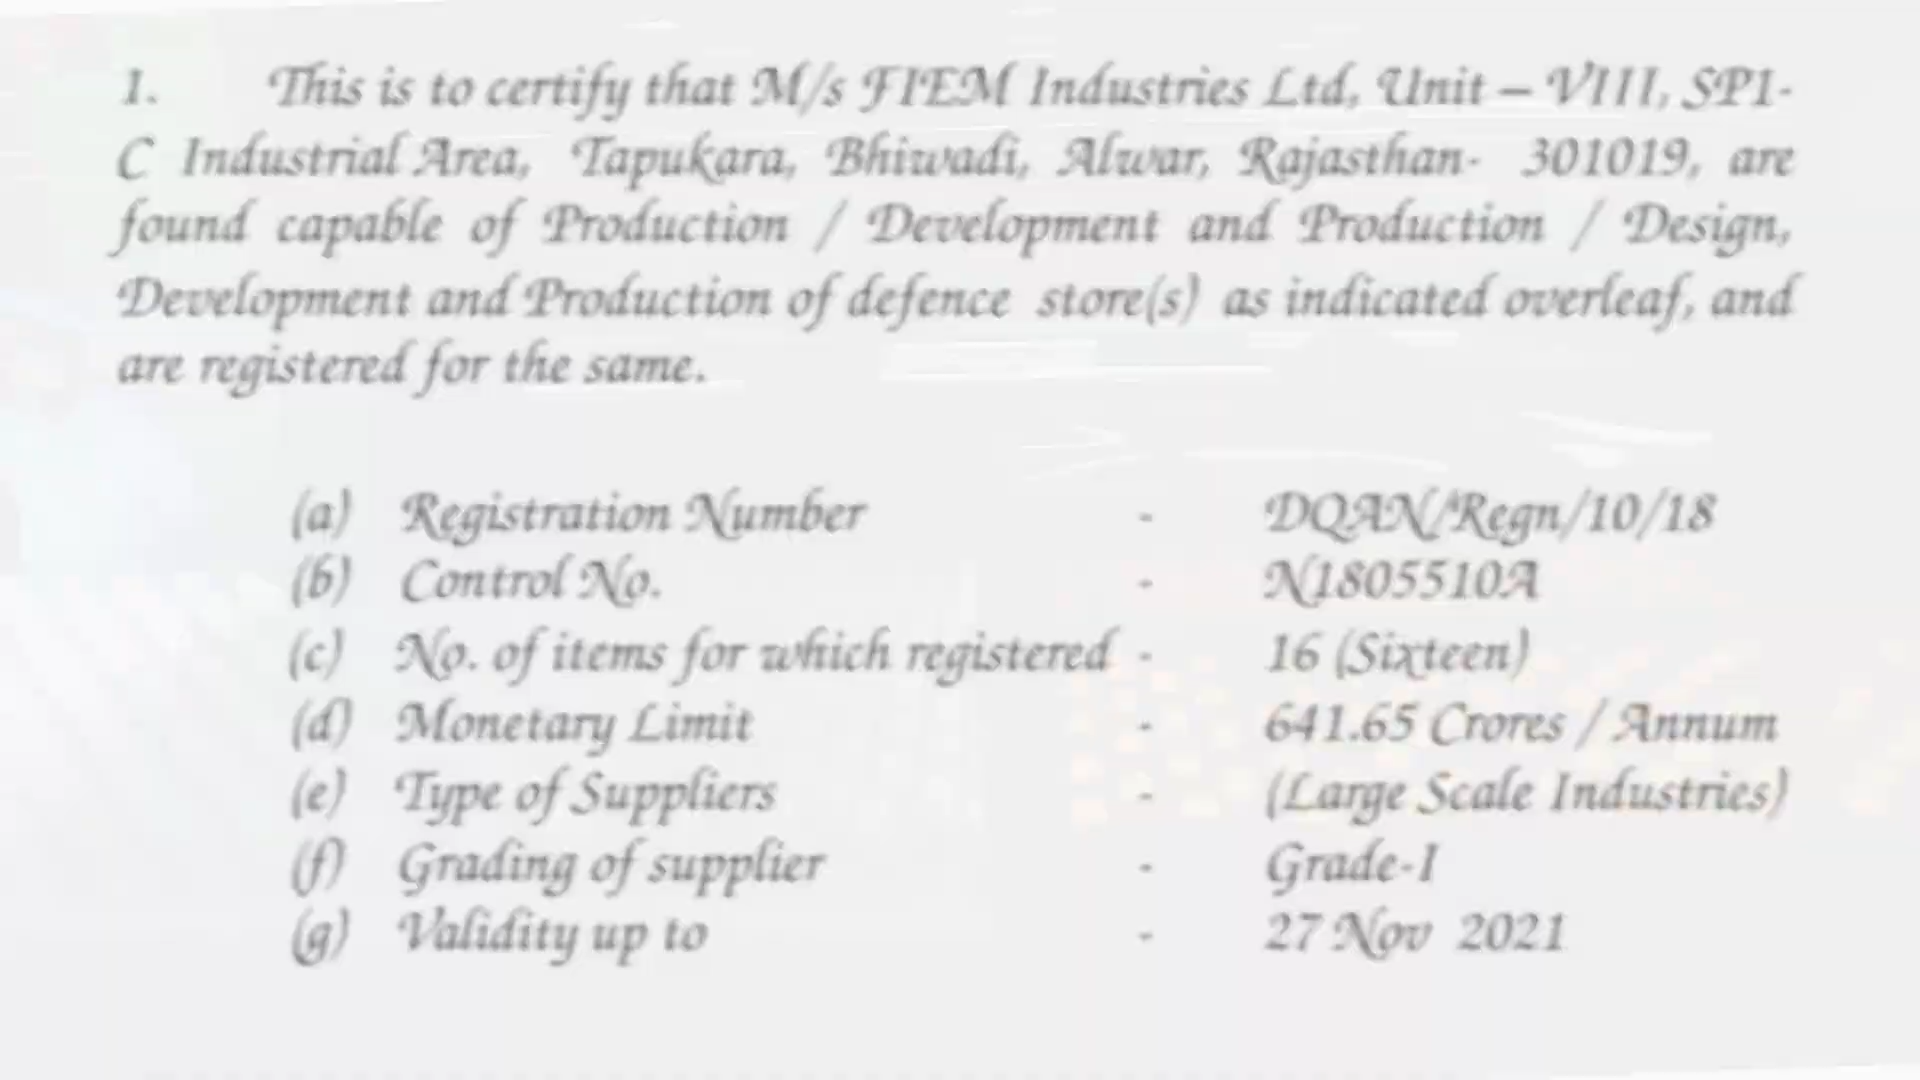 1. This is to certify that M/s FIEM Industries Ltd, Unit – VIII, SP1-
C Industrial Area, Tapukara, Bhiwadi, Alwar, Rajasthan- 301019, are
found capable of Production / Development and Production / Design,
Development and Production of defence store(s) as indicated overleaf, and
are registered for the same.
(a) Registration Number - DQAN/Regn/10/18
(b) Control No. - N1805510A
(c) No. of items for which registered - 16 (Sixteen)
(d) Monetary Limit - 641.65 Crores / Annum
(e) Type of Suppliers - (Large Scale Industries)
(f) Grading of supplier - Grade-I
(g) Validity up to - 27 Nov 2021